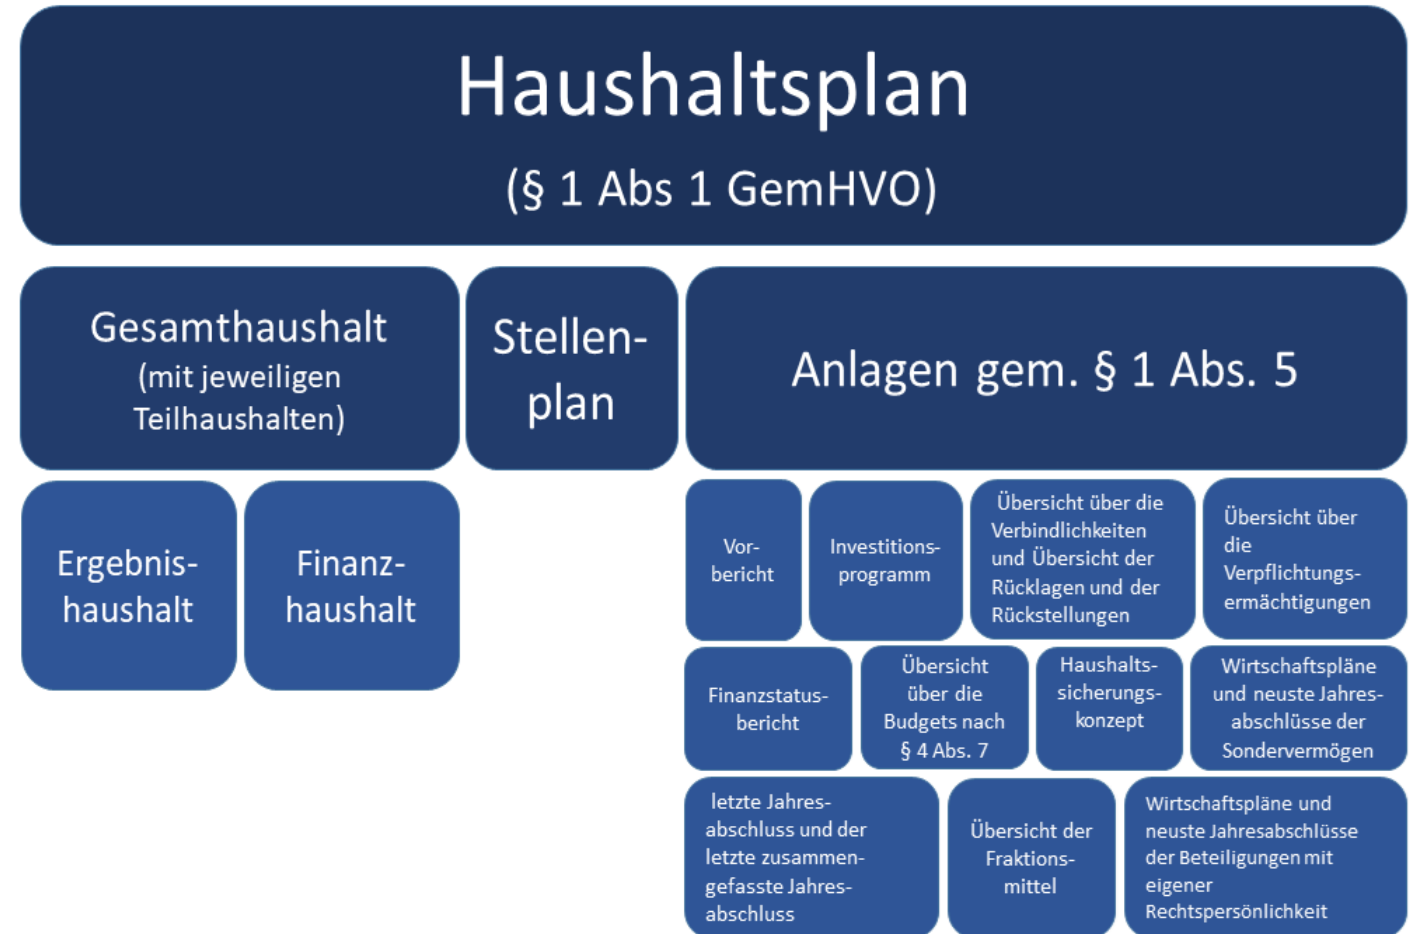 Haushaltsplan
(§ 1 Abs 1 GemHVO)
Gesamthaushalt
(mit jeweiligen
Teilhaushalten)
Stellen-
plan
Anlagen gem. § 1 Abs. 5
Ergebnis-
haushalt
Finanz-
haushalt
Vor-
bericht
Investitions-
programm
Übersicht über die
Verbindlichkeiten
und Übersicht der
Rücklagen und der
Rückstellungen
Übersicht über
die
Verpflichtungs-
ermächtigungen
Finanzstatus-
bericht
Übersicht
über die
Budgets nach
§ 4 Abs. 7
Haushalts-
sicherungs-
konzept
Wirtschaftspläne
und neuste Jahres-
abschlüsse der
Sondervermögen
letzte Jahres-
abschluss und der
letzte zusammen-
gefasste Jahres-
abschluss
Übersicht der
Fraktions-
mittel
Wirtschaftspläne und
neuste Jahresabschlüsse
der Beteiligungen mit
eigener
Rechtspersönlichkeit